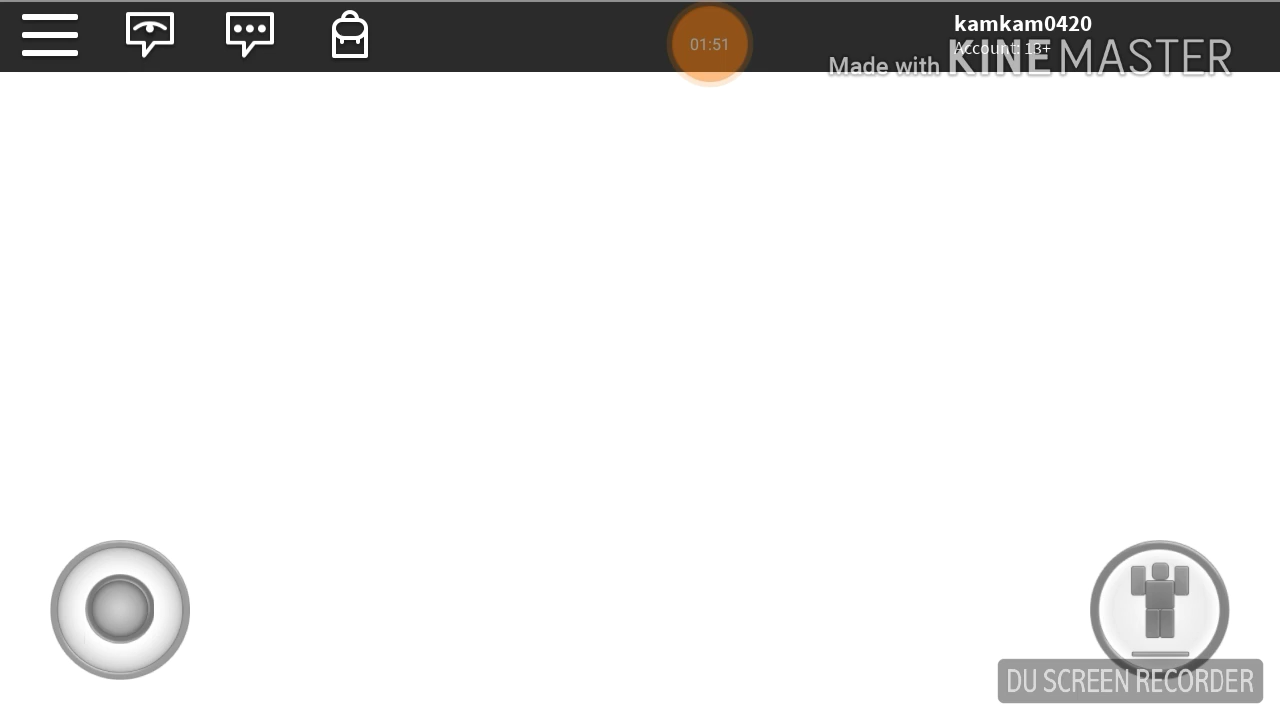 01:51
kamkam0420
Account: 13+
Made with KINEMASTER
DU SCREEN RECORDER